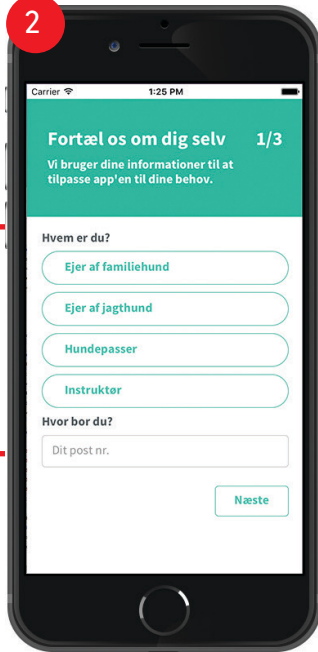 2
Carrier 1:25 PM
Fortæl os om dig selv 1/3
Vi bruger dine informationer til at
tilpasse app'en til dine behov.
Hvem er du?
Ejer af familiehund
Ejer af jagthund
Hundepasser
Instruktør
Hvor bor du?
Dit post nr.
Næste